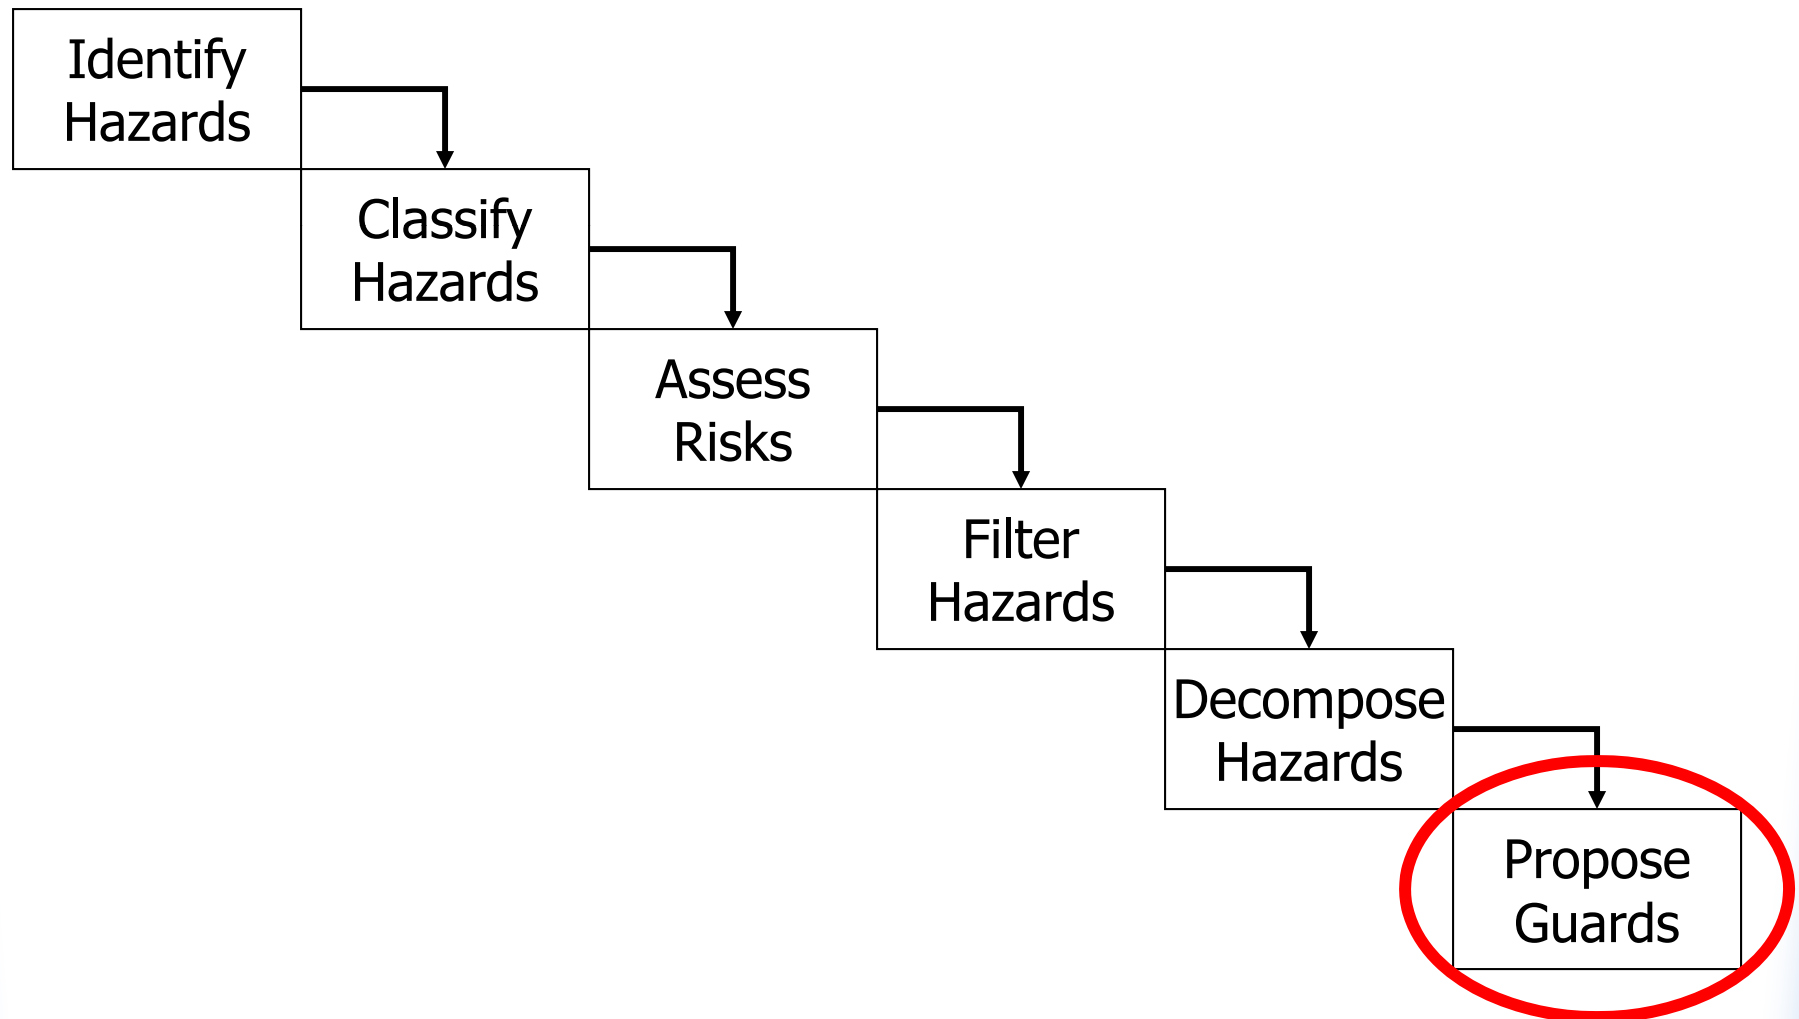 Identify
Hazards
Classify
Hazards
Assess
Risks
Filter
Hazards
Decompose
Hazards
Propose
Guards